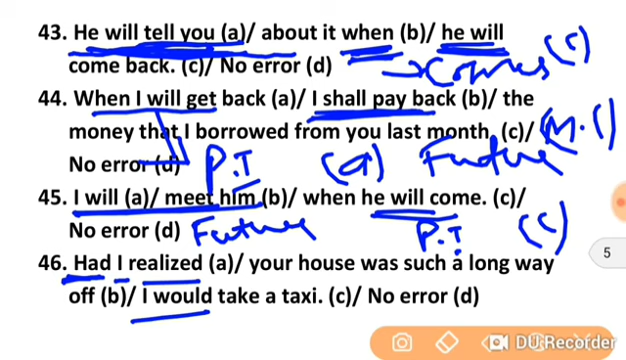 43. He will tell you (a)/ about it when (b)/ he will
come back. (c)/ No error (d) → Comes (c)
44. When I will get back (a)/ I shall pay back (b)/ the
money that I borrowed from you last month. (c)/ (M.C)
No error (d) P.I (a) Future
45. I will (a)/ meet him (b)/ when he will come. (c)/
No error (d) Future P.I (c)
46. Had I realized (a)/ your house was such a long way
off (b)/ I would take a taxi. (c)/ No error (d)
5
DU Recorder